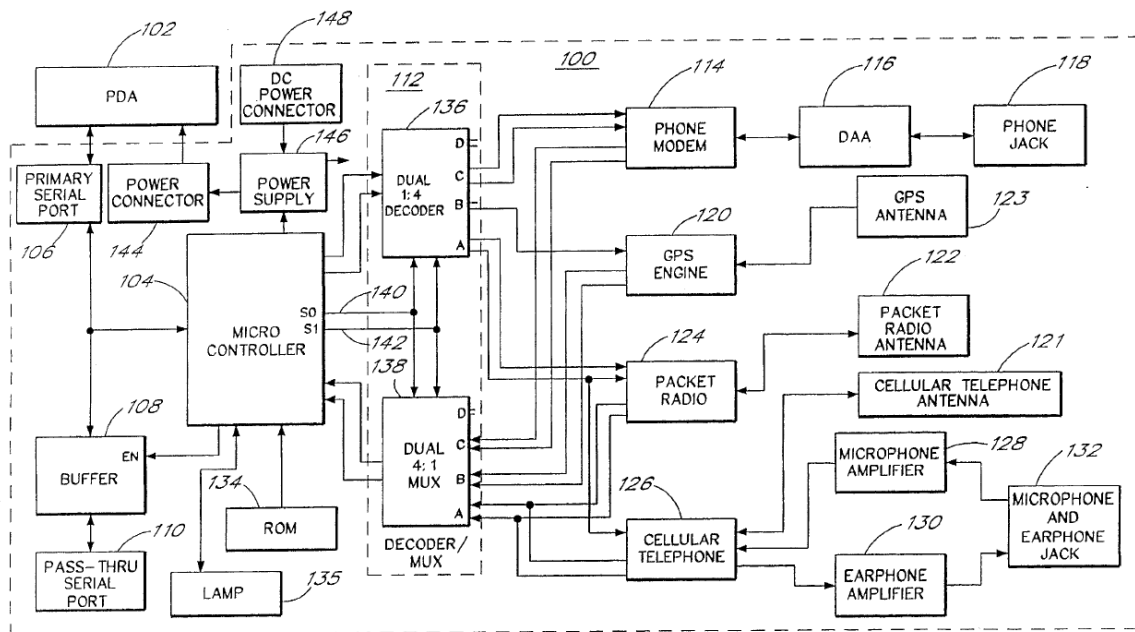 102
148
100
PDA
DC
POWER
CONNECTOR
112
136
114
PHONE
MODEM
116
DAA
118
PHONE
JACK
146
POWER
SUPPLY
PRIMARY
SERIAL
PORT
106
POWER
CONNECTOR
144
DUAL
1:4
DECODER
D
C
B
A
120
GPS
ENGINE
GPS
ANTENNA
123
104
MICRO
CONTROLLER
S0
S1
140
142
122
PACKET
RADIO
ANTENNA
124
PACKET
RADIO
121
CELLULAR TELEPHONE
ANTENNA
138
DUAL
4:1
MUX
D
C
B
A
DECODER/
MUX
108
EN
BUFFER
134
ROM
110
PASS-THRU
SERIAL
PORT
LAMP
135
126
CELLULAR
TELEPHONE
MICROPHONE
AMPLIFIER
128
130
EARPHONE
AMPLIFIER
132
MICROPHONE
AND
EARPHONE
JACK